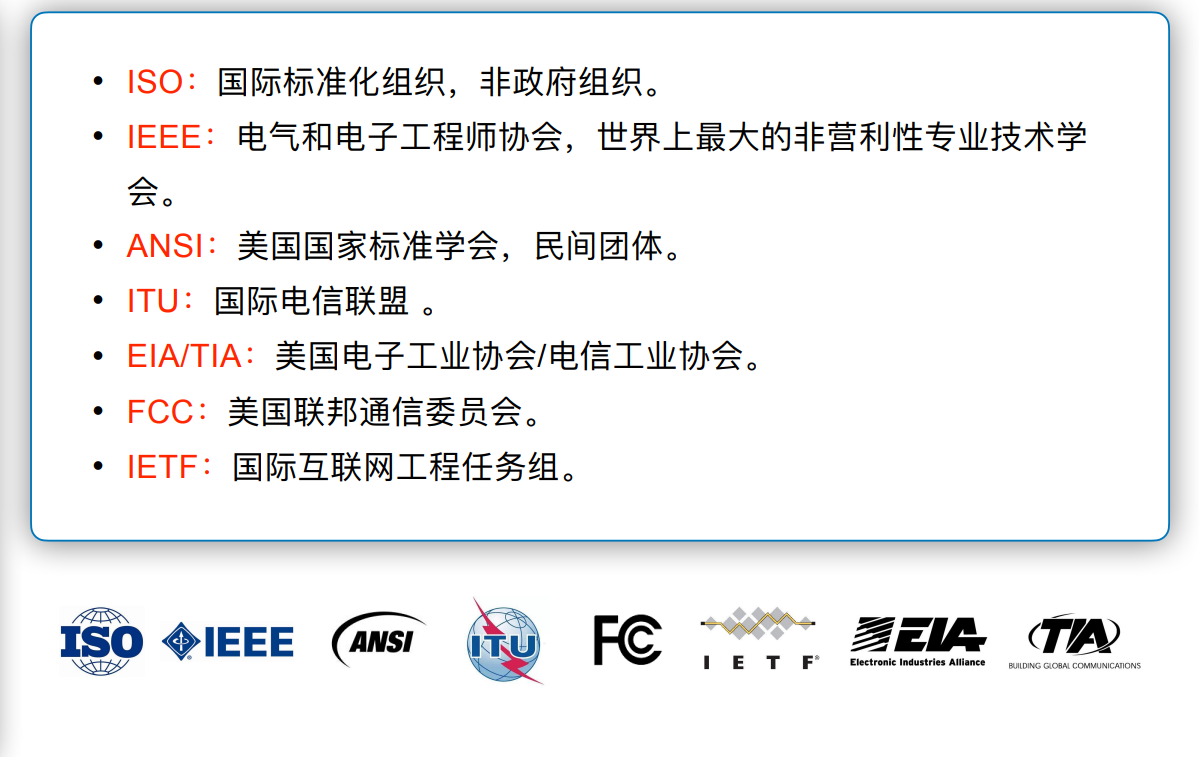 • ISO：国际标准化组织，非政府组织。
• IEEE：电气和电子工程师协会，世界上最大的非营利性专业技术学
会。
• ANSI：美国国家标准学会，民间团体。
• ITU：国际电信联盟 。
• EIA/TIA：美国电子工业协会/电信工业协会。
• FCC：美国联邦通信委员会。
• IETF：国际互联网工程任务组。
ISO
IEEE
ANSI
ITU
FC
I E T F®
EIA
Electronic Industries Alliance
TIA
BUILDING GLOBAL COMMUNICATIONS